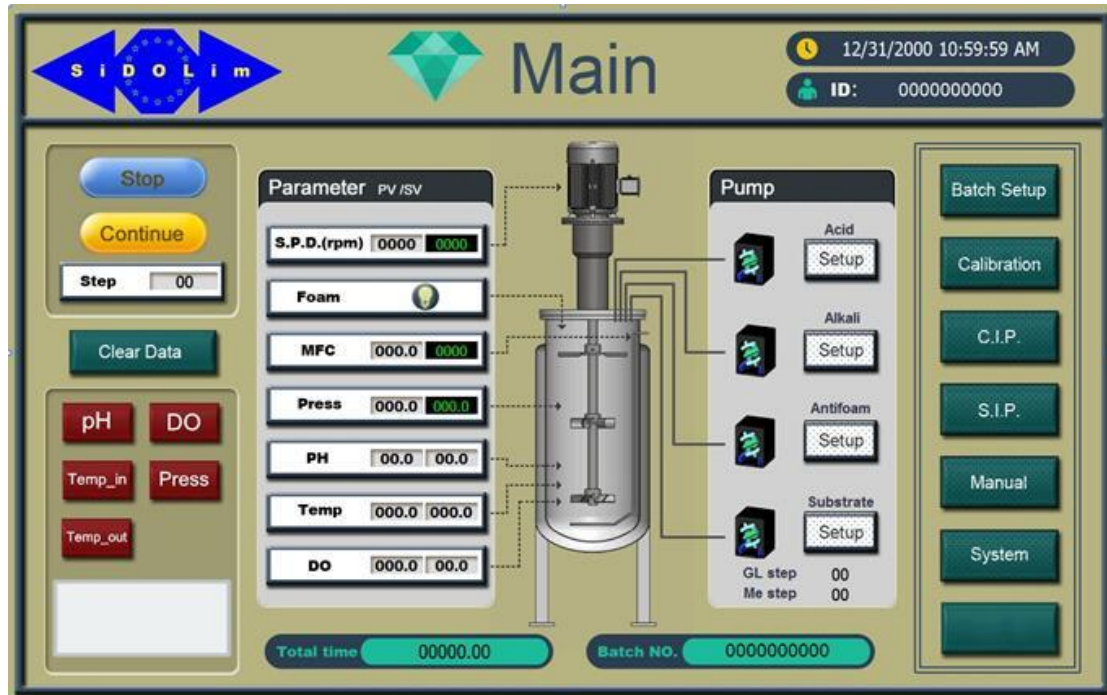 SiDOLim
Main
12/31/2000 10:59:59 AM
ID: 0000000000
Stop
Continue
Step 00
Clear Data
pH DO
Temp_in Press
Temp_out
Parameter PV /SV
S.P.D.(rpm) 0000 0000
Foam
MFC 000.0 0000
Press 000.0 000.0
PH 00.0 00.0
Temp 000.0 000.0
DO 000.0 00.0
Pump
Acid
Setup
Alkali
Setup
Antifoam
Setup
Substrate
Setup
GL step 00
Me step 00
Batch Setup
Calibration
C.I.P.
S.I.P.
Manual
System
Total time 00000.00
Batch NO. 0000000000